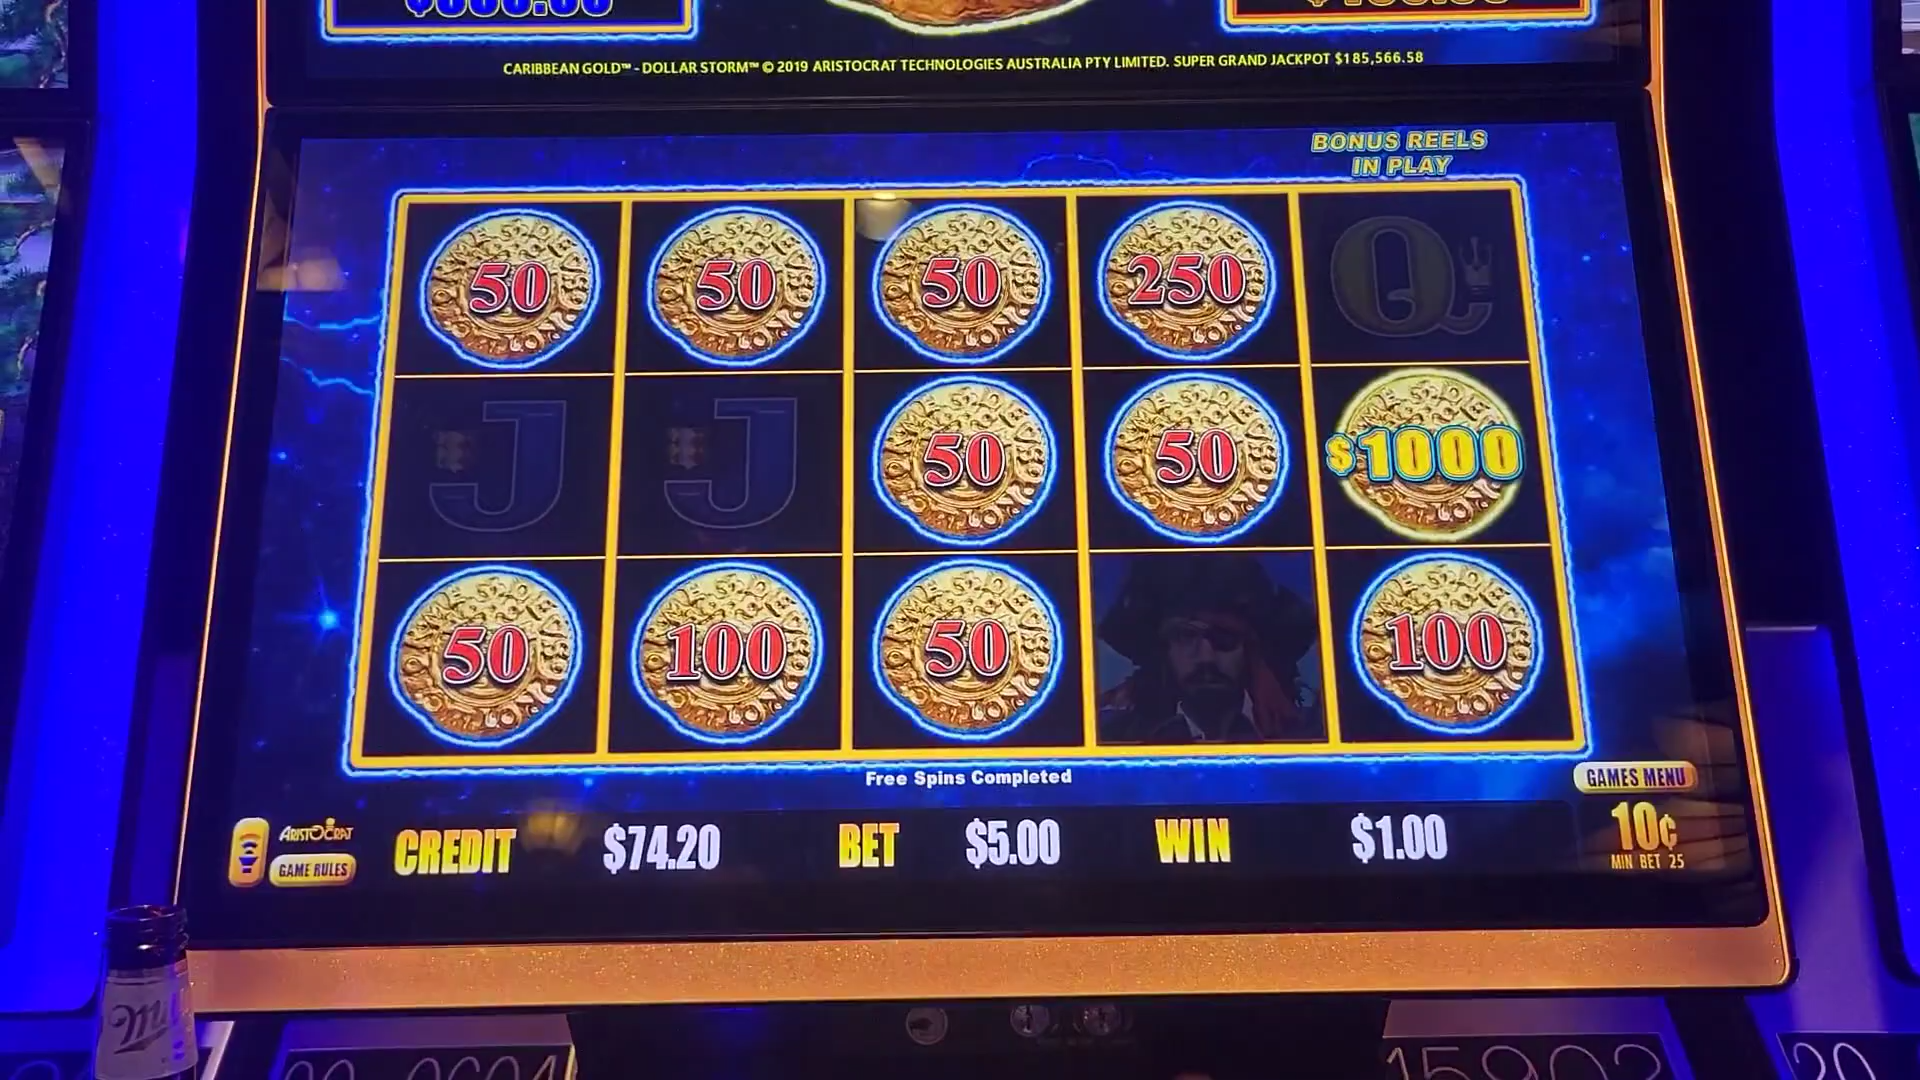 CARIBBEAN GOLD™ - DOLLAR STORM™ © 2019 ARISTOCRAT TECHNOLOGIES AUSTRALIA PTY LIMITED. SUPER GRAND JACKPOT $185,566.58
BONUS REELS
IN PLAY
50 50 50 250 Q
J J 50 50 $1000
50 100 50 100
Free Spins Completed
GAMES MENU
ARISTOCRAT
GAME RULES
CREDIT $74.20 BET $5.00 WIN $1.00
10¢
MIN BET 25